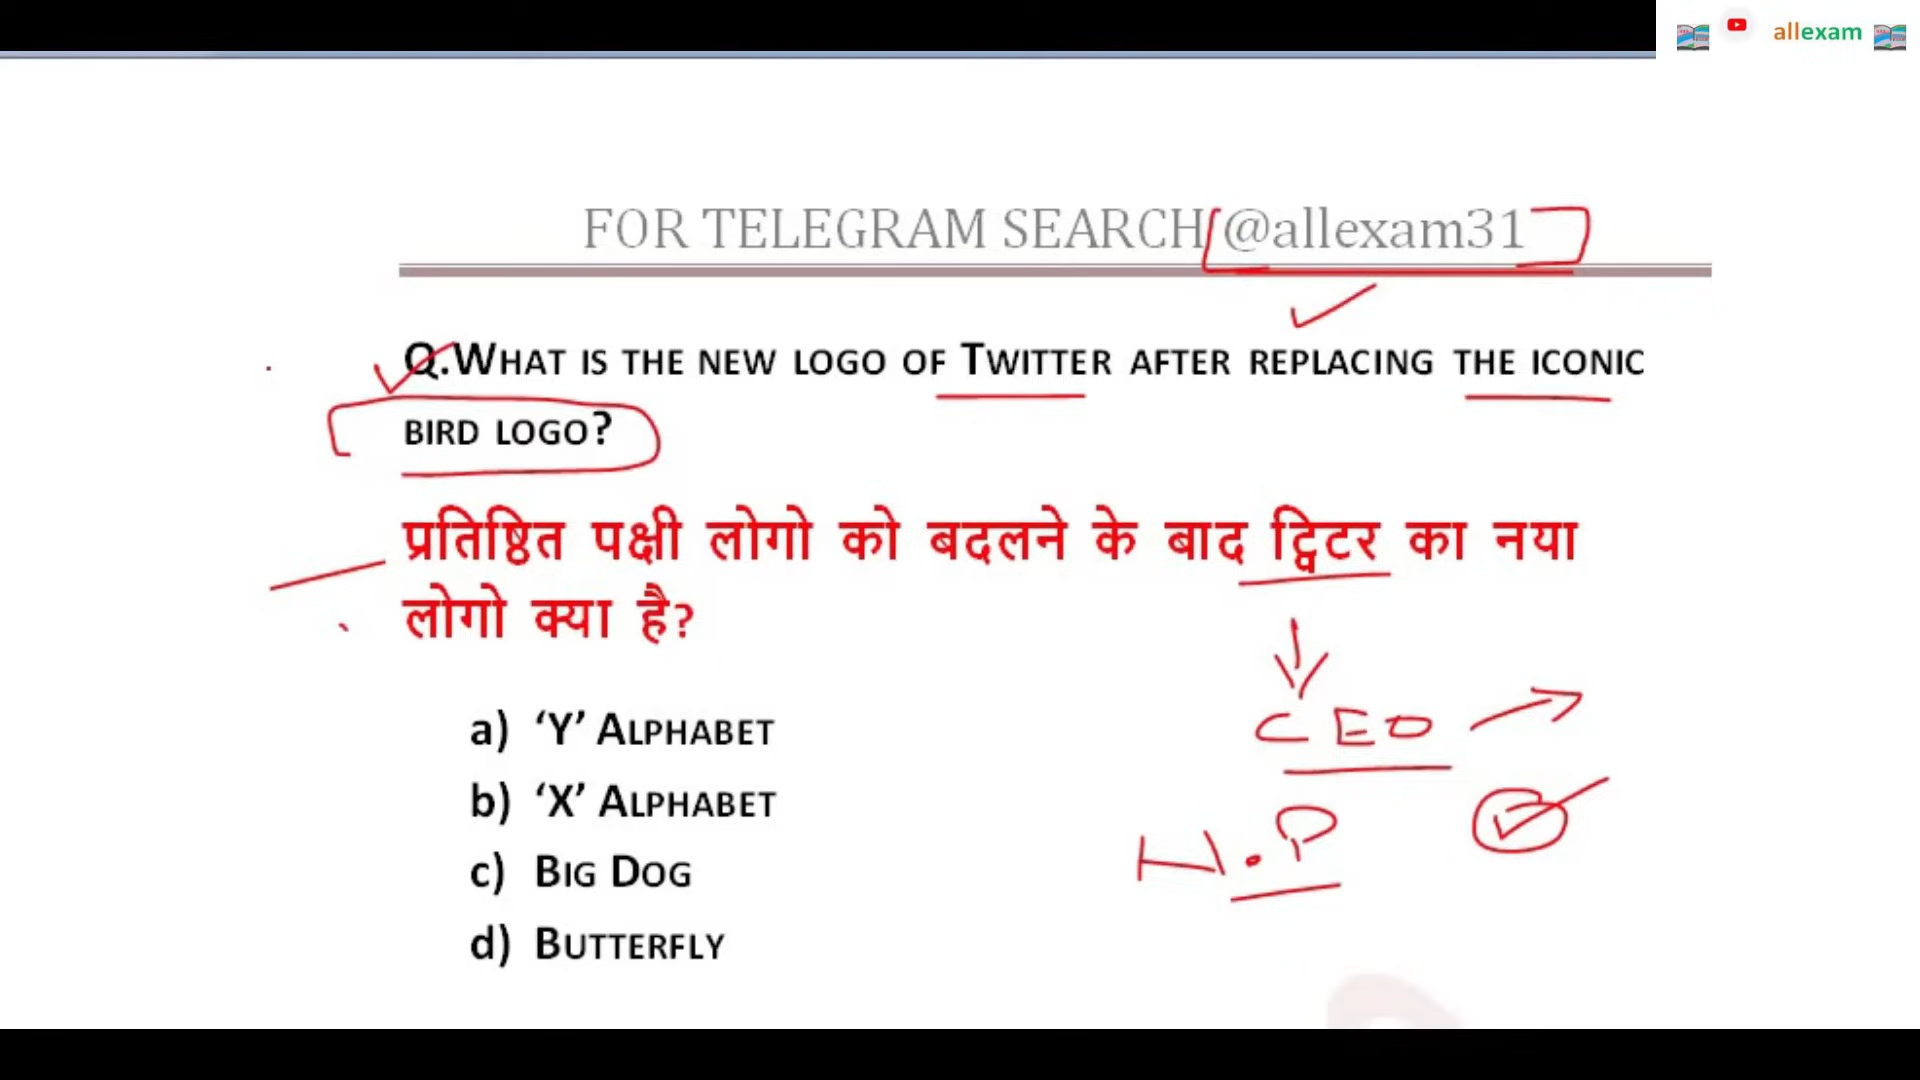 allexam
FOR TELEGRAM SEARCH @allexam31
Q.WHAT IS THE NEW LOGO OF TWITTER AFTER REPLACING THE ICONIC
BIRD LOGO?
प्रतिष्ठित पक्षी लोगो को बदलने के बाद ट्विटर का नया
लोगो क्या है?
a) ‘Y’ ALPHABET
b) ‘X’ ALPHABET
c) BIG DOG
d) BUTTERFLY
CEO
N.P